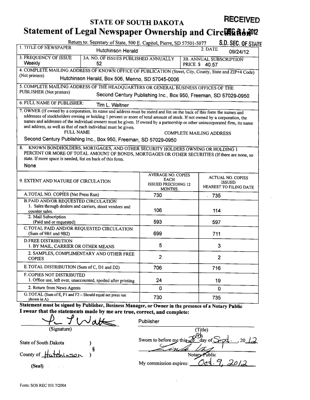 STATE OF SOUTH DAKOTA
RECEIVED
Statement of Legal Newspaper Ownership and Circulation
Return to: Secretary of State, 500 E. Capitol, Pierre, SD 57501-5077
S.D. SEC. OF STATE
1. TITLE OF NEWSPAPER
Hutchinson Herald
2. DATE
09/24/12
3. FREQUENCY OF ISSUE
Weekly
3A. NO. OF ISSUES PUBLISHED ANNUALLY
52
3B. ANNUAL SUBSCRIPTION
PRICE $ 40.57
4. COMPLETE MAILING ADDRESS OF KNOWN OFFICE OF PUBLICATION (Street, City, County, State and ZIP+4 Code)
(Not printers)
Hutchinson Herald, Box 506, Menno, SD 57045-0506
5. COMPLETE MAILING ADDRESS OF THE HEADQUARTERS OR GENERAL BUSINESS OFFICES OF THE
PUBLISHER (Not printer)
Second Century Publishing Inc., Box 950, Freeman, SD 57029-0950
6. FULL NAME OF PUBLISHER:
Tim L. Waltner
7. OWNER (If owned by a corporation, its name and address must be stated and list on the back of this form the names and
addresses of stockholders owning or holding 1 percent or more of total amount of stock. If not owned by a corporation, the
names and addresses of the individual owners must be given. If owned by a partnership or other unincorporated firm, its name
and address, as well as that of each individual must be given.
FULL NAME
COMPLETE MAILING ADDRESS
Second Century Publishing Inc., Box 950, Freeman, SD 57029-0950
8. KNOWN BONDHOLDERS, MORTGAGES, AND OTHER SECURITY HOLDERS OWNING OR HOLDING 1
PERCENT OR MORE OF TOTAL AMOUNT OF BONDS, MORTGAGES OR OTHER SECURITIES (If there are none, so
state. If more space is needed, list on back of this form.
None
9. EXTENT AND NATURE OF CIRCULATION
AVERAGE NO. COPIES
EACH
ISSUED PRECEDING 12
MONTHS
ACTUAL NO. COPIES
ISSUED
NEAREST TO FILING DATE
A. TOTAL NO. COPIES (Net Press Run)
730
735
B. PAID AND/OR REQUESTED CIRCULATION
1. Sales through dealers and carriers, street vendors and
counter sales
106
114
2. Mail Subscription
(Paid and or requested)
593
597
C. TOTAL PAID AND/OR REQUESTED CIRCULATION
(Sum of 9B1 and 9B2)
699
711
D. FREE DISTRIBUTION
1. BY MAIL, CARRIER OR OTHER MEANS
5
3
2. SAMPLES, COMPLIMENTARY AND OTHER FREE
COPIES
2
2
E. TOTAL DISTRIBUTION (Sum of C, D1 and D2)
706
716
F. COPIES NOT DISTRIBUTED
1. Office use, left over, unaccounted, spoiled after printing
24
19
2. Return from News Agents
0
0
G. TOTAL (Sum of E, F1 and F2 – Should equal net press run
shown in A)
730
735
Statement must be signed by Publisher, Business Manager, or Owner in the presence of a Notary Public
I swear that the statements made by me are true, correct, and complete:
Publisher
(Signature)
(Title)
State of South Dakota )
§
County of Hutchinson )
(Seal)
Sworn to before me this day of Sept., 20 12
Notary Public
My commission expires: Oct. 9, 2012
Form: SOS REC 051 7/2004